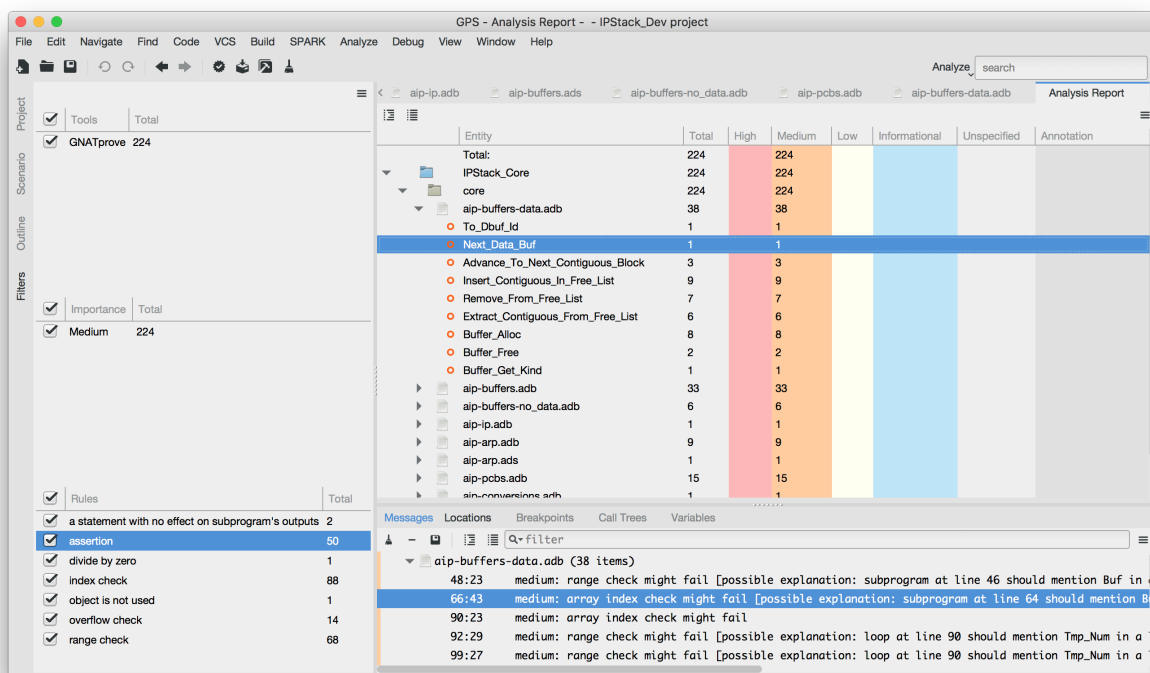 GPS - Analysis Report - - IPStack_Dev project
File Edit Navigate Find Code VCS Build SPARK Analyze Debug View Window Help
Analyze search
Project
Scenario
Outline
Filters
Tools Total
GNATprove 224
Importance Total
Medium 224
Rules Total
a statement with no effect on subprogram's outputs 2
assertion 50
divide by zero 1
index check 88
object is not used 1
overflow check 14
range check 68
aip-ip.adb aip-buffers.ads aip-buffers-no_data.adb aip-pcbs.adb aip-buffers-data.adb Analysis Report
Entity Total High Medium Low Informational Unspecified Annotation
Total: 224 224
IPStack_Core 224 224
core 224 224
aip-buffers-data.adb 38 38
To_Dbuf_Id 1 1
Next_Data_Buf 1 1
Advance_To_Next_Contiguous_Block 3 3
Insert_Contiguous_In_Free_List 9 9
Remove_From_Free_List 7 7
Extract_Contiguous_From_Free_List 6 6
Buffer_Alloc 8 8
Buffer_Free 2 2
Buffer_Get_Kind 1 1
aip-buffers.adb 33 33
aip-buffers-no_data.adb 6 6
aip-ip.adb 1 1
aip-arp.adb 9 9
aip-arp.ads 1 1
aip-pcbs.adb 15 15
aip-conversions.adb 1 1
Messages Locations Breakpoints Call Trees Variables
filter
aip-buffers-data.adb (38 items)
48:23 medium: range check might fail [possible explanation: subprogram at line 46 should mention Buf in
66:43 medium: array index check might fail [possible explanation: subprogram at line 64 should mention
90:23 medium: array index check might fail
92:29 medium: range check might fail [possible explanation: loop at line 90 should mention Tmp_Num in a
99:27 medium: range check might fail [possible explanation: loop at line 90 should mention Tmp_Num in a